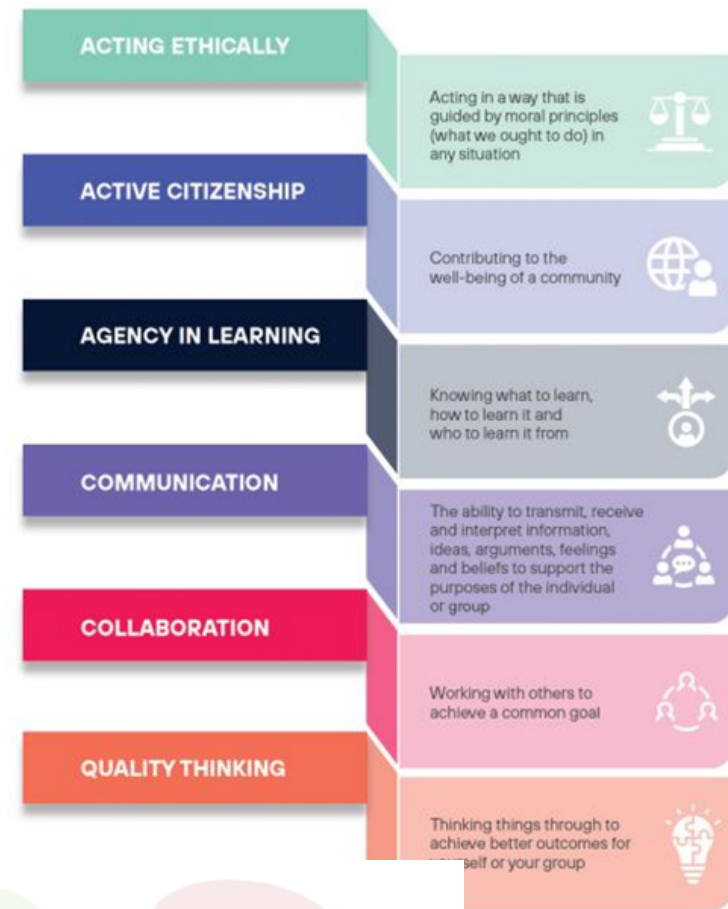 ACTING ETHICALLY
Acting in a way that is
guided by moral principles
(what we ought to do) in
any situation
ACTIVE CITIZENSHIP
Contributing to the
well-being of a community
AGENCY IN LEARNING
Knowing what to learn,
how to learn it and
who to learn it from
COMMUNICATION
The ability to transmit, receive
and interpret information,
ideas, arguments, feelings
and beliefs to support the
purposes of the individual
or group
COLLABORATION
Working with others to
achieve a common goal
QUALITY THINKING
Thinking things through to
achieve better outcomes for
yourself or your group